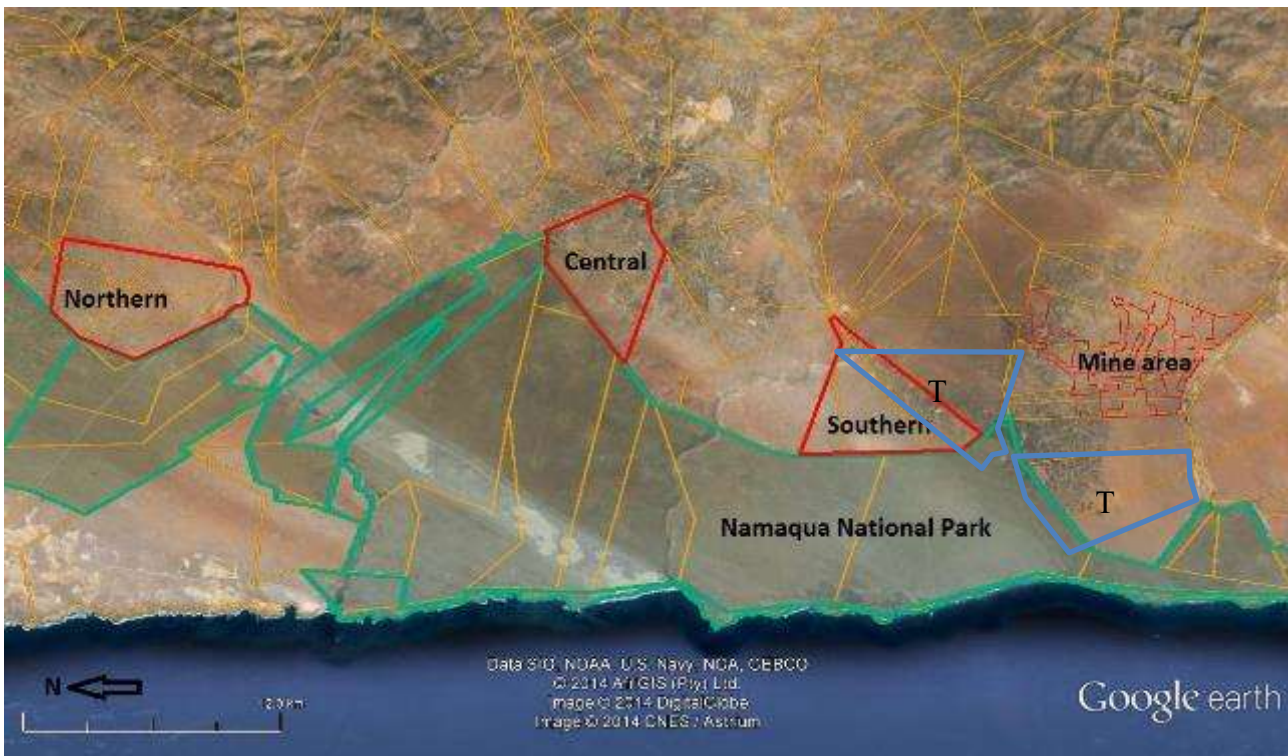 Northern
Central
Mine area
T
Southern
T
Namaqua National Park
Data SIO, NOAA, U.S. Navy, NGA, GEBCO
© 2014 AfriGIS (Pty) Ltd.
Image © 2014 DigitalGlobe
Image © 2014 CNES / Astrium
N
Google earth